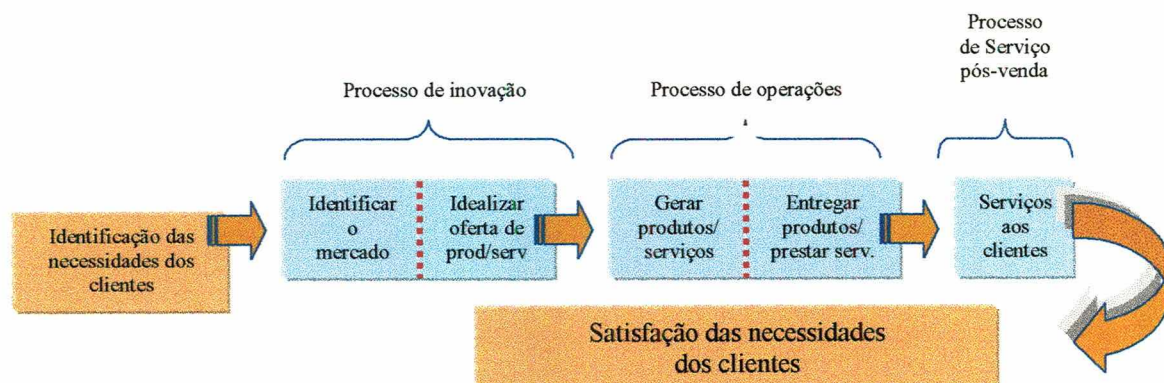 Processo
de Serviço
pós-venda
Processo de inovação
Processo de operações
Identificação das
necessidades dos
clientes
Identificar
o
mercado
Idealizar
oferta de
prod/serv
Gerar
produtos/
serviços
Entregar
produtos/
prestar serv.
Serviços
aos
clientes
Satisfação das necessidades
dos clientes